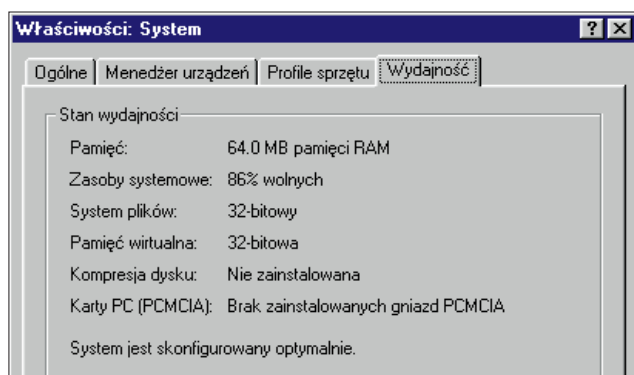 Właściwości: System
Ogólne Menedżer urządzeń Profile sprzętu Wydajność
Stan wydajności
Pamięć: 64.0 MB pamięci RAM
Zasoby systemowe: 86% wolnych
System plików: 32-bitowy
Pamięć wirtualna: 32-bitowa
Kompresja dysku: Nie zainstalowana
Karty PC (PCMCIA): Brak zainstalowanych gniazd PCMCIA
System jest skonfigurowany optymalnie.